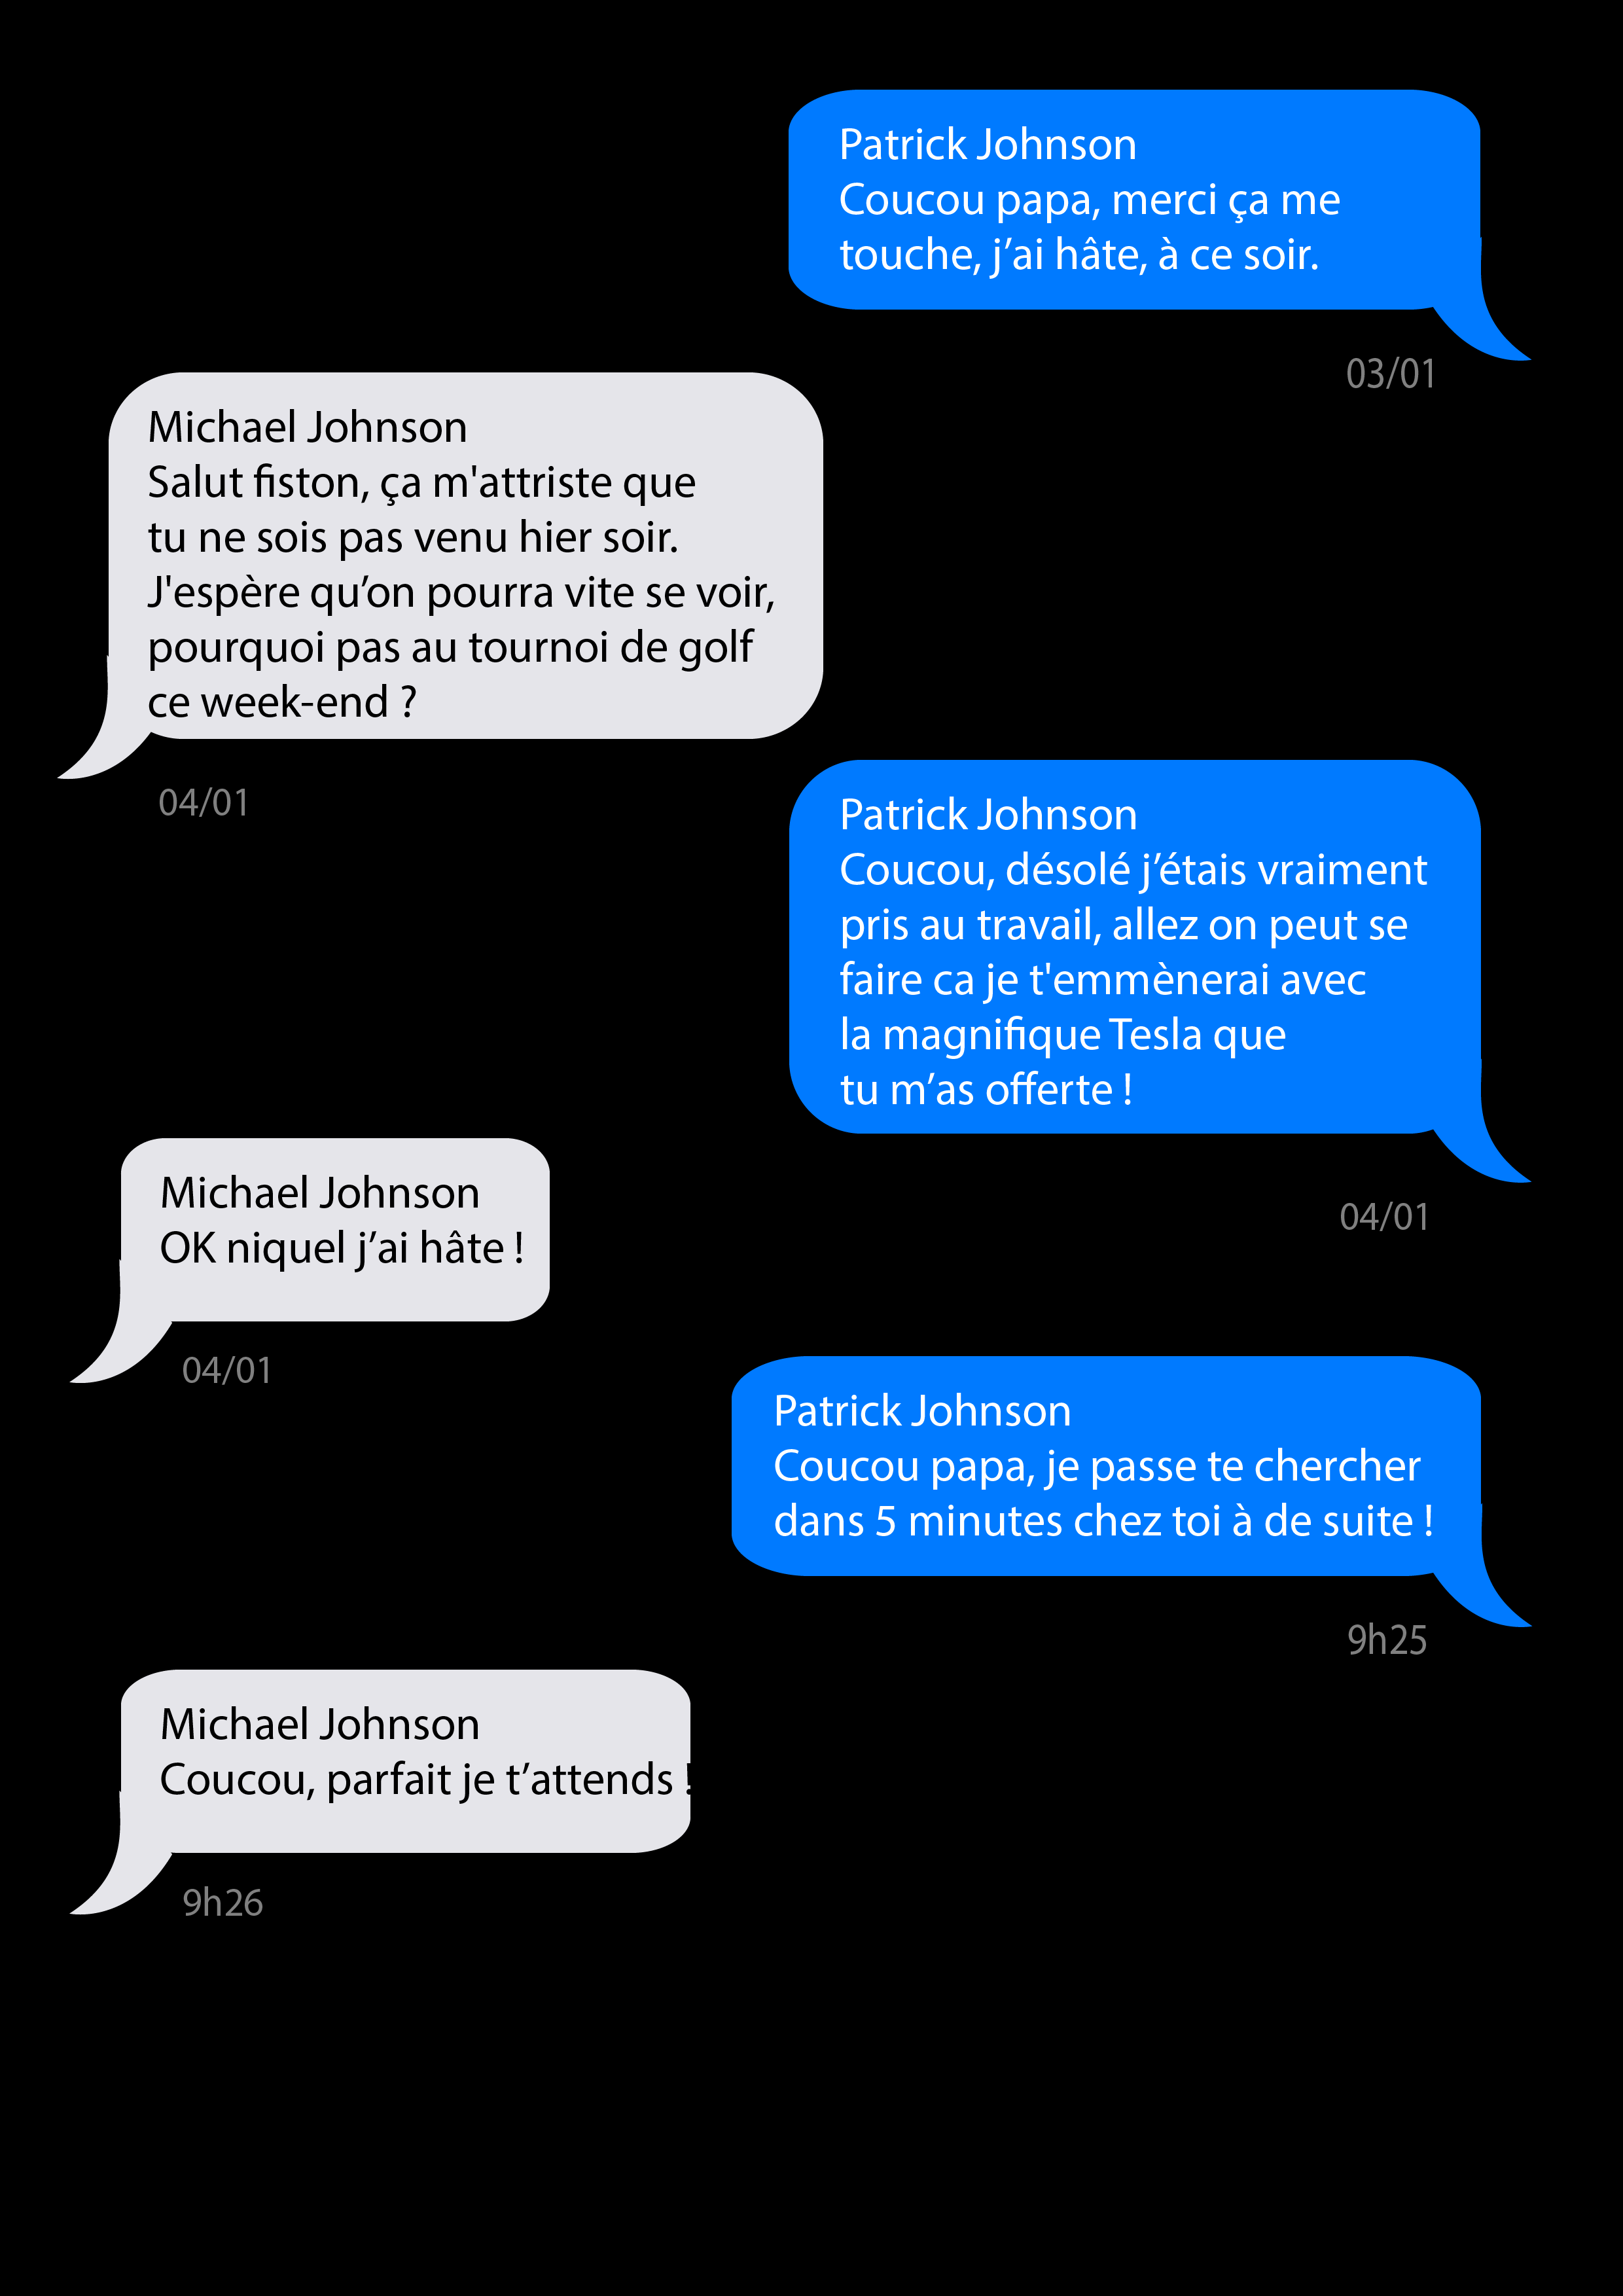 Patrick Johnson
Coucou papa, merci ça me
touche, j’ai hâte, à ce soir.
03/01
Michael Johnson
Salut fiston, ça m'attriste que
tu ne sois pas venu hier soir.
J'espère qu’on pourra vite se voir,
pourquoi pas au tournoi de golf
ce week-end ?
04/01
Patrick Johnson
Coucou, désolé j’étais vraiment
pris au travail, allez on peut se
faire ca je t'emmènerai avec
la magnifique Tesla que
tu m’as offerte !
04/01
Michael Johnson
OK niquel j’ai hâte !
04/01
Patrick Johnson
Coucou papa, je passe te chercher
dans 5 minutes chez toi à de suite !
9h25
Michael Johnson
Coucou, parfait je t’attends !
9h26